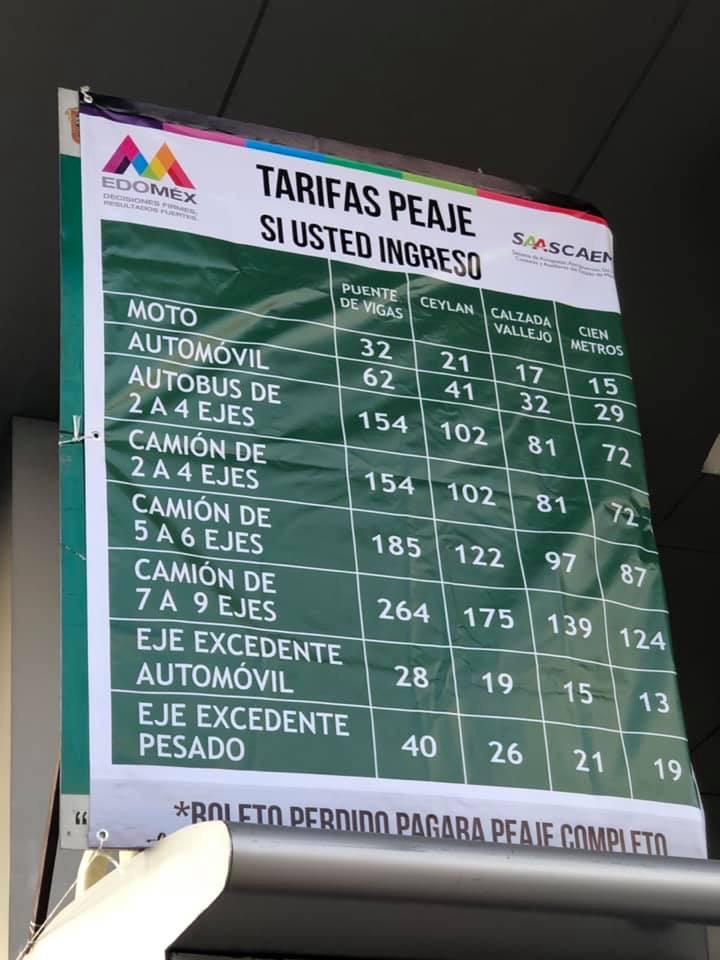 EDOMÉX
DECISIONES FIRMES,
RESULTADOS FUERTES.
TARIFAS PEAJE
SI USTED INGRESO
SAASCAEM
PUENTE DE VIGAS CEYLAN CALZADA VALLEJO CIEN METROS
MOTO 32 21 17 15
AUTOMÓVIL 62 41 32 29
AUTOBUS DE
2 A 4 EJES 154 102 81 72
CAMIÓN DE
2 A 4 EJES 154 102 81 72
CAMIÓN DE
5 A 6 EJES 185 122 97 87
CAMIÓN DE
7 A 9 EJES 264 175 139 124
EJE EXCEDENTE
AUTOMÓVIL 28 19 15 13
EJE EXCEDENTE
PESADO 40 26 21 19
*BOLETO PERDIDO PAGARA PEAJE COMPLETO